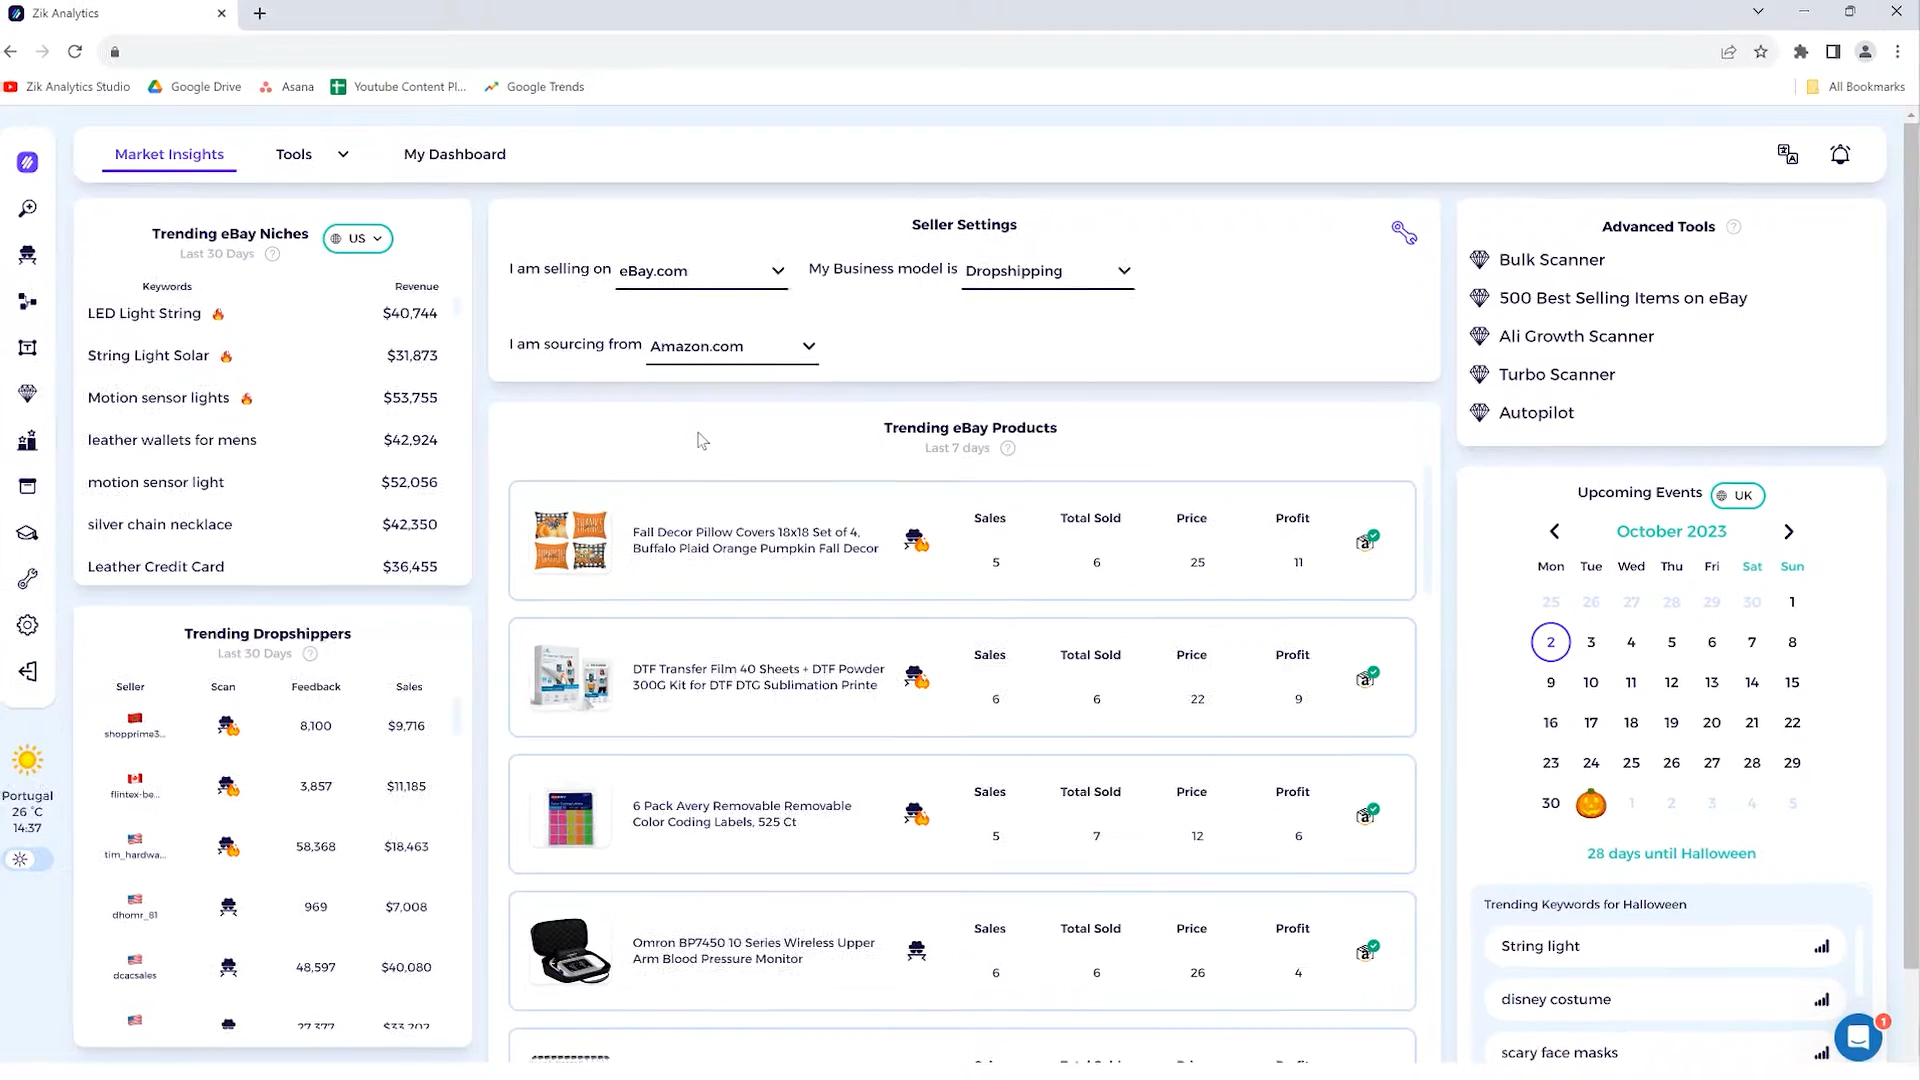 Zik Analytics
Zik Analytics Studio
Google Drive
Asana
Youtube Content Pl...
Google Trends
All Bookmarks
Market Insights
Tools
My Dashboard
Trending eBay Niches
US
Last 30 Days ?
Keywords Revenue
LED Light String $40,744
String Light Solar $31,873
Motion sensor lights $53,755
leather wallets for mens $42,924
motion sensor light $52,056
silver chain necklace $42,350
Leather Credit Card $36,455
Trending Dropshippers
Last 30 Days ?
Seller Scan Feedback Sales
shopprime3... 8,100 $9,716
flintex-be... 3,857 $11,185
tim_hardwa... 58,368 $18,463
dhomr_81 969 $7,008
dcacsales 48,597 $40,080
27,377 $33,202
Portugal
26 °C
14:37
Seller Settings
I am selling on eBay.com
My Business model is Dropshipping
I am sourcing from Amazon.com
Trending eBay Products
Last 7 days ?
Sales Total Sold Price Profit
Fall Decor Pillow Covers 18x18 Set of 4,
Buffalo Plaid Orange Pumpkin Fall Decor
5 6 25 11
Sales Total Sold Price Profit
DTF Transfer Film 40 Sheets + DTF Powder
300G Kit for DTF DTG Sublimation Printe
6 6 22 9
Sales Total Sold Price Profit
6 Pack Avery Removable Removable
Color Coding Labels, 525 Ct
5 7 12 6
Sales Total Sold Price Profit
Omron BP7450 10 Series Wireless Upper
Arm Blood Pressure Monitor
6 6 26 4
Advanced Tools ?
Bulk Scanner
500 Best Selling Items on eBay
Ali Growth Scanner
Turbo Scanner
Autopilot
Upcoming Events
UK
October 2023
Mon Tue Wed Thu Fri Sat Sun
25 26 27 28 29 30 1
2 3 4 5 6 7 8
9 10 11 12 13 14 15
16 17 18 19 20 21 22
23 24 25 26 27 28 29
30 1 2 3 4 5
28 days until Halloween
Trending Keywords for Halloween
String light
disney costume
scary face masks
1